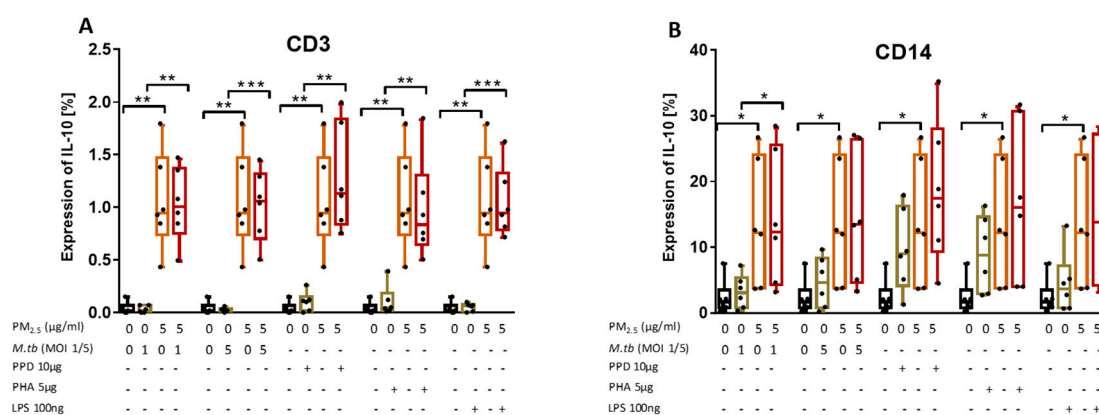 A
CD3
Expression of IL-10 [%]
2.5
2.0
1.5
1.0
0.5
0.0
** ** ** *** ** ** ** ** ** ***
PM2.5 (µg/ml) 0 0 5 5 0 0 5 5 0 0 5 5 0 0 5 5 0 0 5 5
M.tb (MOI 1/5) 0 1 0 1 0 5 0 5 - - - - - - - - - - - -
PPD 10µg - - - - - - - - - + - + - - - - - - - -
PHA 5µg - - - - - - - - - - - - - + - + - - - -
LPS 100ng - - - - - - - - - - - - - - - - - + - +
B
CD14
Expression of IL-10 [%]
40
30
20
10
0
* * * * * *
PM2.5 (µg/ml) 0 0 5 5 0 0 5 5 0 0 5 5 0 0 5 5 0 0 5 5
M.tb (MOI 1/5) 0 1 0 1 0 5 0 5 - - - - - - - - - - - -
PPD 10µg - - - - - - - - - + - + - - - - - - - -
PHA 5µg - - - - - - - - - - - - - + - + - - - -
LPS 100ng - - - - - - - - - - - - - - - - - + - +